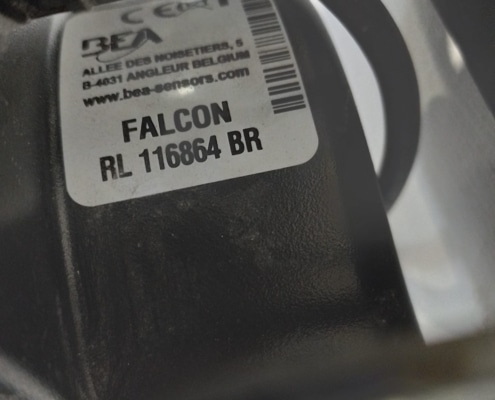 BEA
ALLEE DES NOISETIERS, 5
B-4031 ANGLEUR BELGIUM
www.bea-sensors.com
FALCON
RL 116864 BR